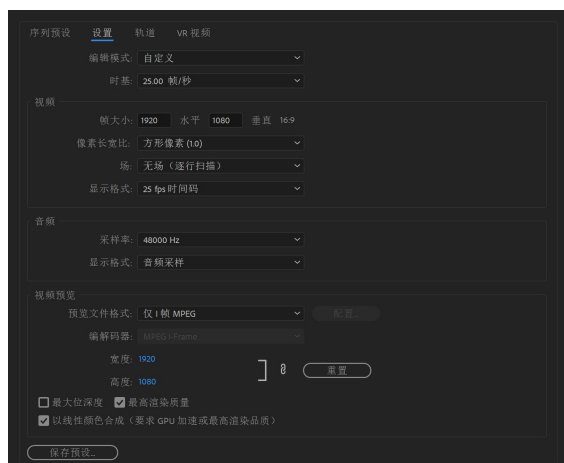 序列预设 设置 轨道 VR 视频
编辑模式: 自定义
时基: 25.00 帧/秒
视频
帧大小: 1920 水平 1080 垂直 16:9
像素长宽比: 方形像素 (1.0)
场: 无场（逐行扫描）
显示格式: 25 fps 时间码
音频
采样率: 48000 Hz
显示格式: 音频采样
视频预览
预览文件格式: 仅 I 帧 MPEG 配置...
编解码器: MPEG I-Frame
宽度: 1920
高度: 1080
重置
最大位深度 最高渲染质量
以线性颜色合成（要求 GPU 加速或最高渲染品质）
保存预设...